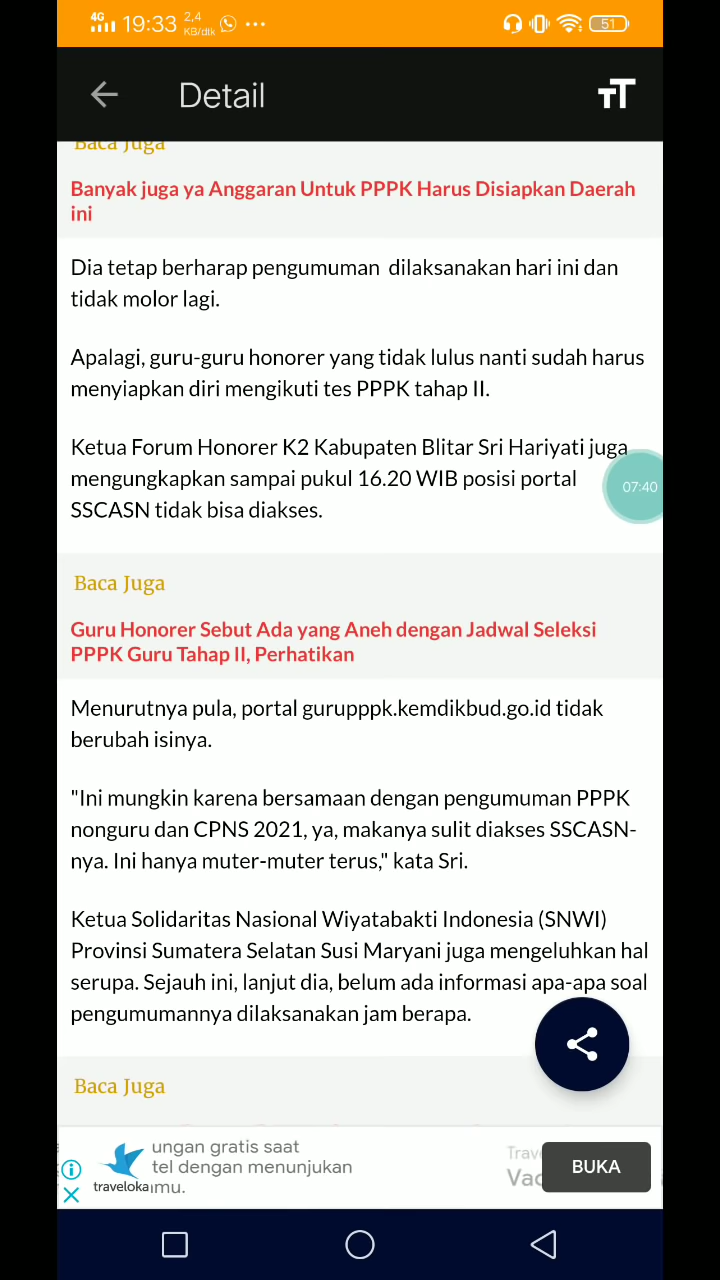 4G 19:33 2,4 KB/dtk 51
Detail
Baca Juga
Banyak juga ya Anggaran Untuk PPPK Harus Disiapkan Daerah
ini
Dia tetap berharap pengumuman dilaksanakan hari ini dan
tidak molor lagi.
Apalagi, guru-guru honorer yang tidak lulus nanti sudah harus
menyiapkan diri mengikuti tes PPPK tahap II.
Ketua Forum Honorer K2 Kabupaten Blitar Sri Hariyati juga
mengungkapkan sampai pukul 16.20 WIB posisi portal
07:40
SSCASN tidak bisa diakses.
Baca Juga
Guru Honorer Sebut Ada yang Aneh dengan Jadwal Seleksi
PPPK Guru Tahap II, Perhatikan
Menurutnya pula, portal gurupppk.kemdikbud.go.id tidak
berubah isinya.
"Ini mungkin karena bersamaan dengan pengumuman PPPK
nonguru dan CPNS 2021, ya, makanya sulit diakses SSCASN-
nya. Ini hanya muter-muter terus," kata Sri.
Ketua Solidaritas Nasional Wiyatabakti Indonesia (SNWI)
Provinsi Sumatera Selatan Susi Maryani juga mengeluhkan hal
serupa. Sejauh ini, lanjut dia, belum ada informasi apa-apa soal
pengumumannya dilaksanakan jam berapa.
Baca Juga
ungan gratis saat
tel dengan menunjukan
amu.
traveloka
Trave
Vac
BUKA